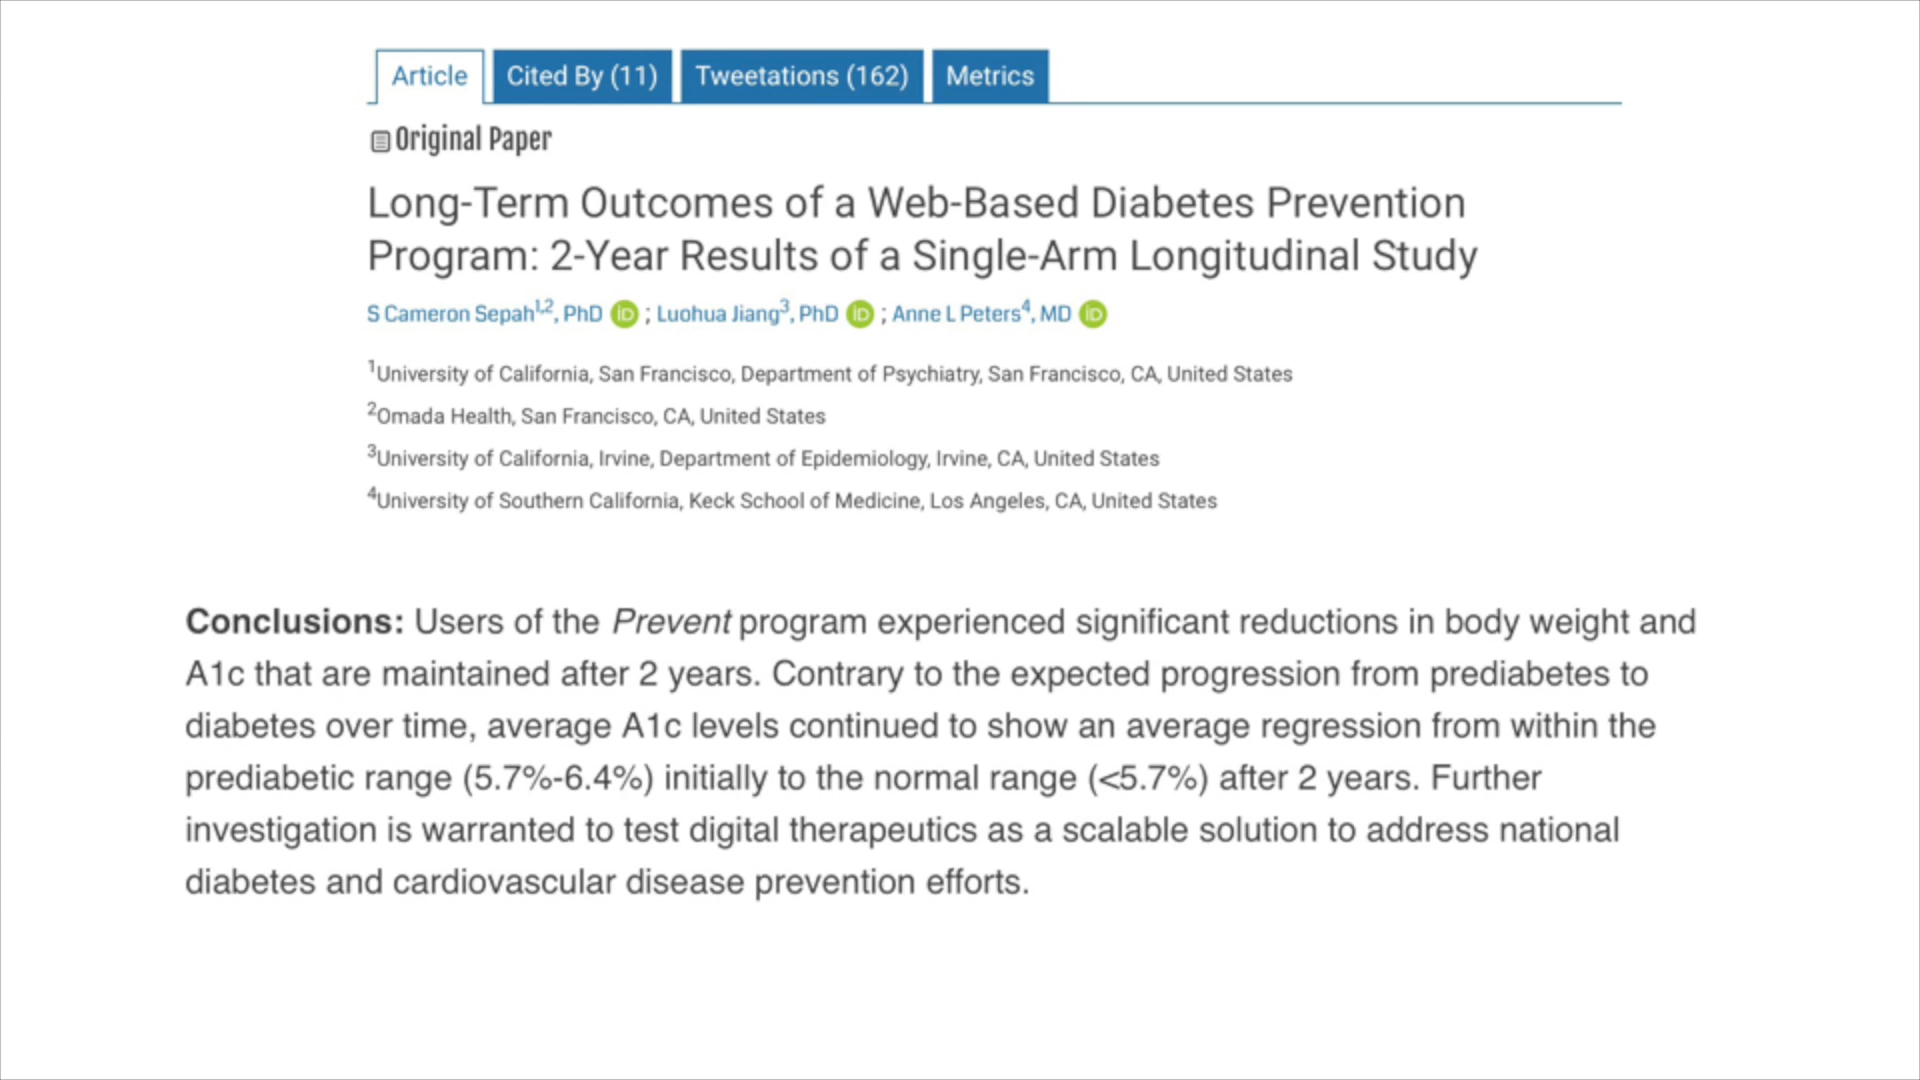 Article Cited By (11) Tweetations (162) Metrics
Original Paper
Long-Term Outcomes of a Web-Based Diabetes Prevention
Program: 2-Year Results of a Single-Arm Longitudinal Study
S Cameron Sepah1,2, PhD iD ; Luohua Jiang3, PhD iD ; Anne L Peters4, MD iD
1University of California, San Francisco, Department of Psychiatry, San Francisco, CA, United States
2Omada Health, San Francisco, CA, United States
3University of California, Irvine, Department of Epidemiology, Irvine, CA, United States
4University of Southern California, Keck School of Medicine, Los Angeles, CA, United States
Conclusions: Users of the Prevent program experienced significant reductions in body weight and
A1c that are maintained after 2 years. Contrary to the expected progression from prediabetes to
diabetes over time, average A1c levels continued to show an average regression from within the
prediabetic range (5.7%-6.4%) initially to the normal range (<5.7%) after 2 years. Further
investigation is warranted to test digital therapeutics as a scalable solution to address national
diabetes and cardiovascular disease prevention efforts.